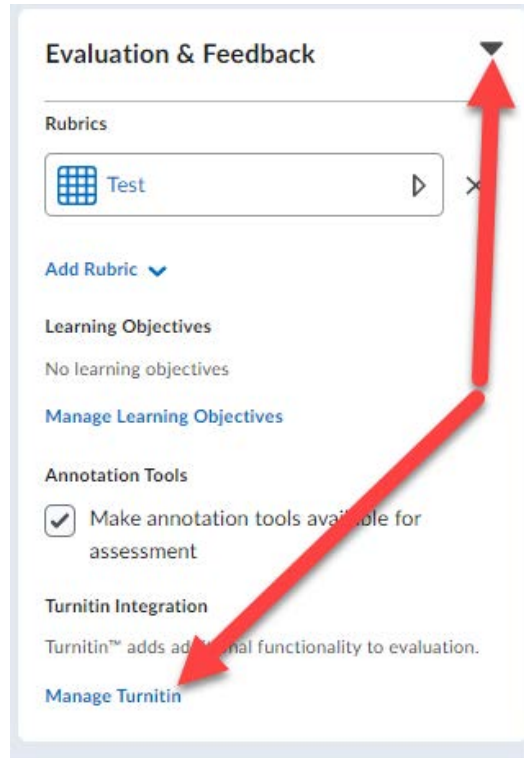 Evaluation & Feedback
Rubrics
Test
Add Rubric
Learning Objectives
No learning objectives
Manage Learning Objectives
Annotation Tools
Make annotation tools available for
assessment
Turnitin Integration
Turnitin™ adds additional functionality to evaluation.
Manage Turnitin